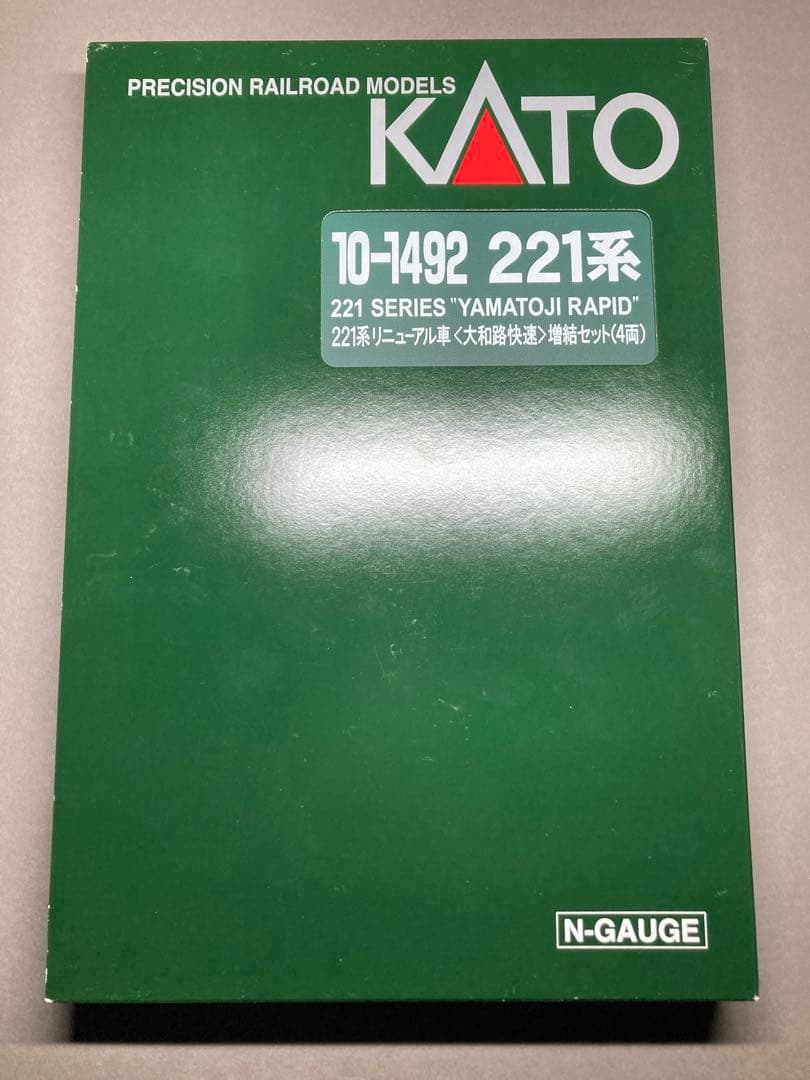 PRECISION RAILROAD MODELS
KATO
10-1492 221系
221 SERIES "YAMATOJI RAPID"
221系リニューアル車〈大和路快速〉増結セット(4両)
N-GAUGE